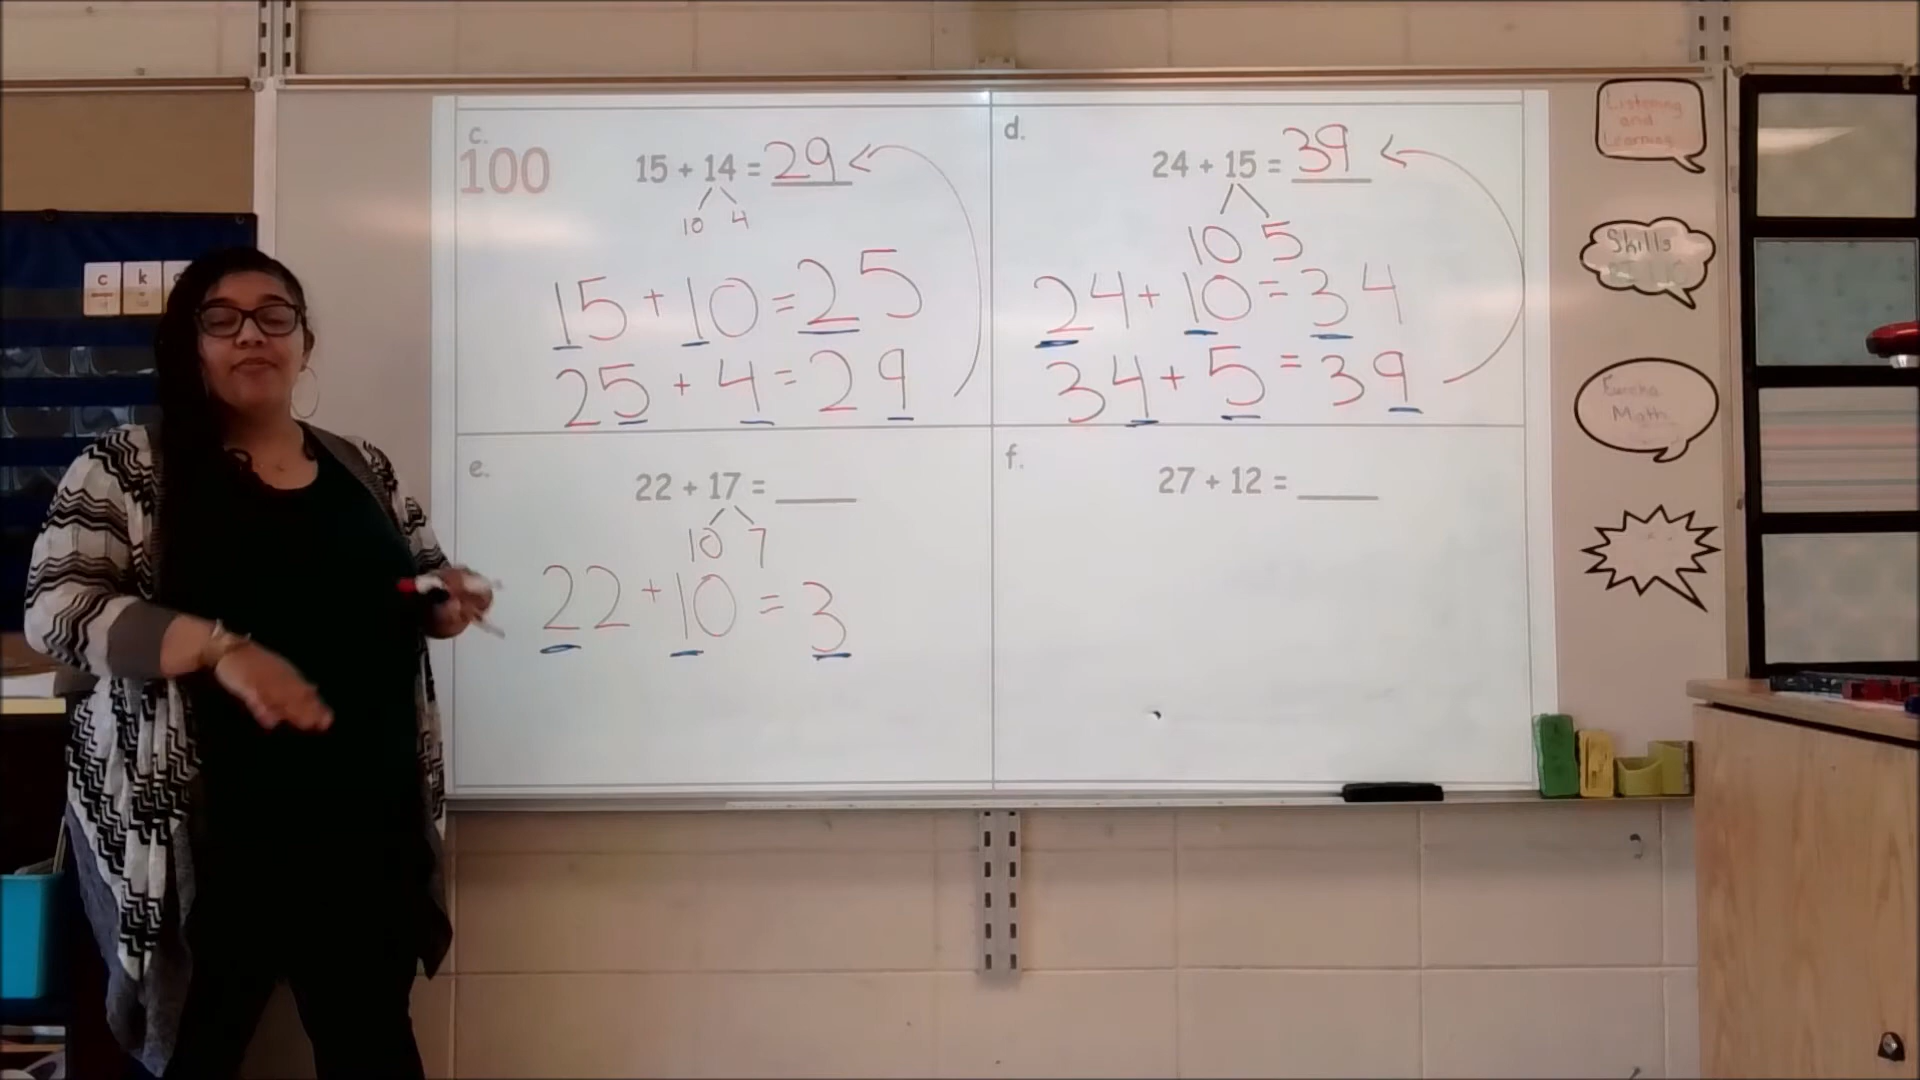 c.
100
15 + 14 = 29
10 4
15 + 10 = 25
25 + 4 = 29
d.
24 + 15 = 39
10 5
24 + 10 = 34
34 + 5 = 39
e.
22 + 17 = ____
10 7
22 + 10 = 3
f.
27 + 12 = ____
Listening
and
Learning
Skills
Eureka
Math
c k